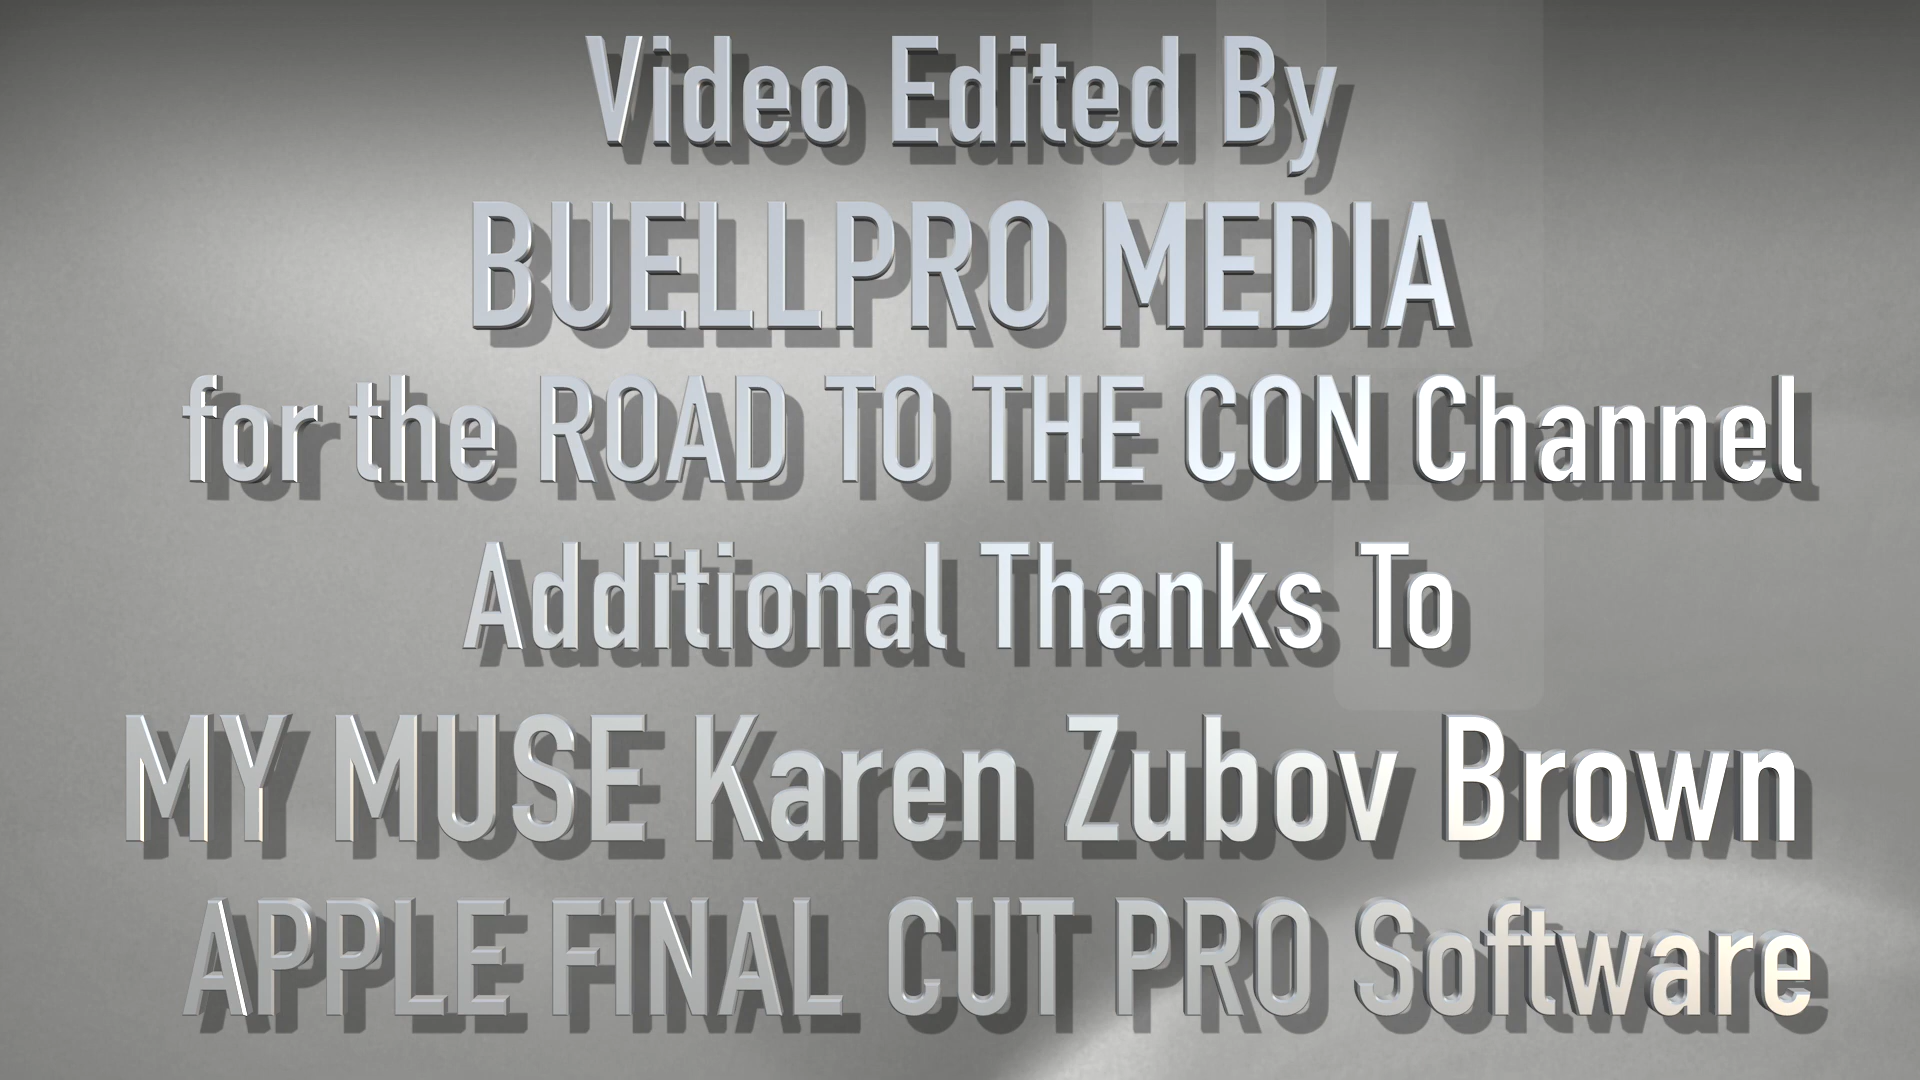 Video Edited By
BUELLPRO MEDIA
for the ROAD TO THE CON Channel
Additional Thanks To
MY MUSE Karen Zubov Brown
APPLE FINAL CUT PRO Software